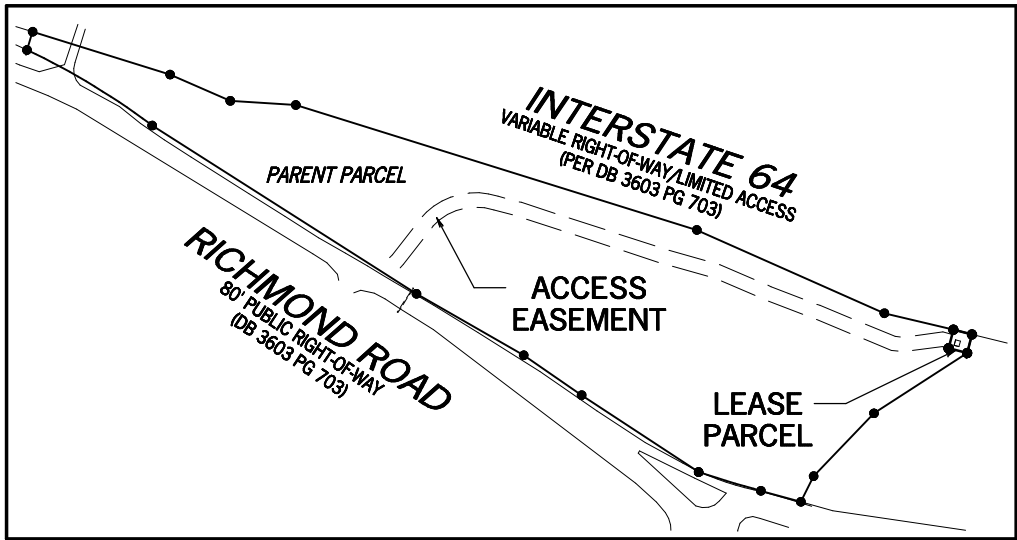 INTERSTATE 64
VARIABLE RIGHT-OF-WAY/LIMITED ACCESS
(PER DB 3603 PG 703)
PARENT PARCEL
RICHMOND ROAD
80' PUBLIC RIGHT-OF-WAY
(DB 3603 PG 703)
ACCESS
EASEMENT
LEASE
PARCEL